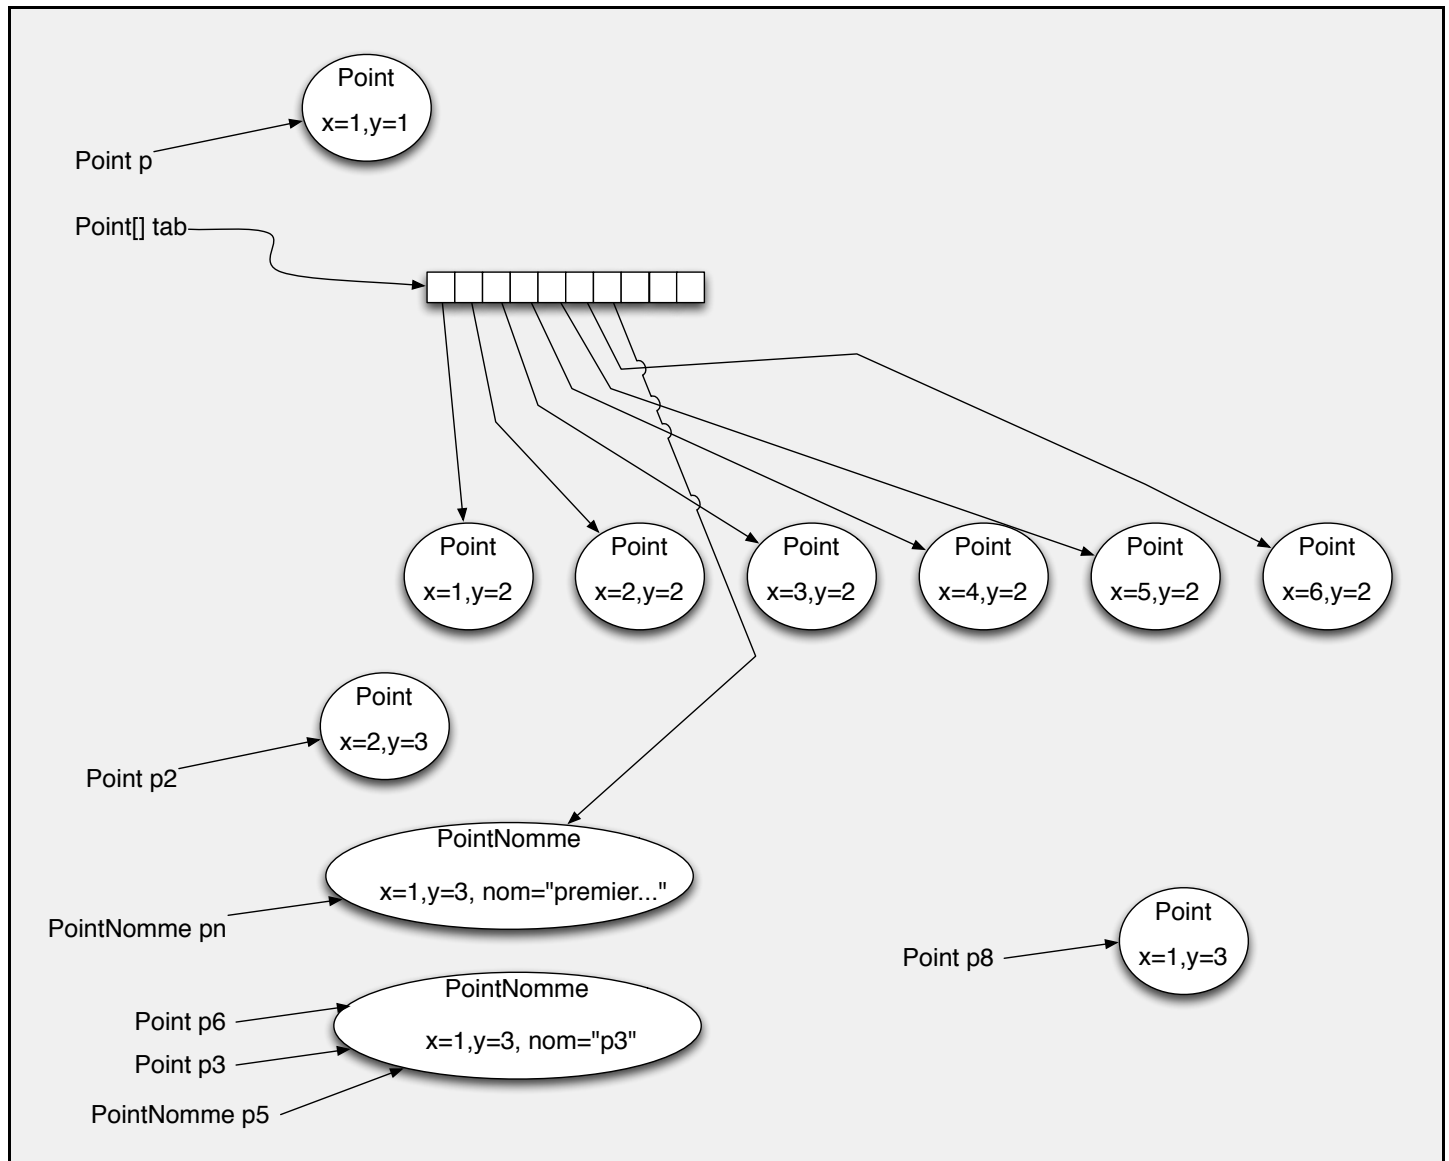 Point
x=1,y=1
Point p
Point[] tab
Point
x=1,y=2
Point
x=2,y=2
Point
x=3,y=2
Point
x=4,y=2
Point
x=5,y=2
Point
x=6,y=2
Point
x=2,y=3
Point p2
PointNomme
x=1,y=3, nom="premier..."
PointNomme pn
Point
x=1,y=3
Point p8
PointNomme
x=1,y=3, nom="p3"
Point p6
Point p3
PointNomme p5